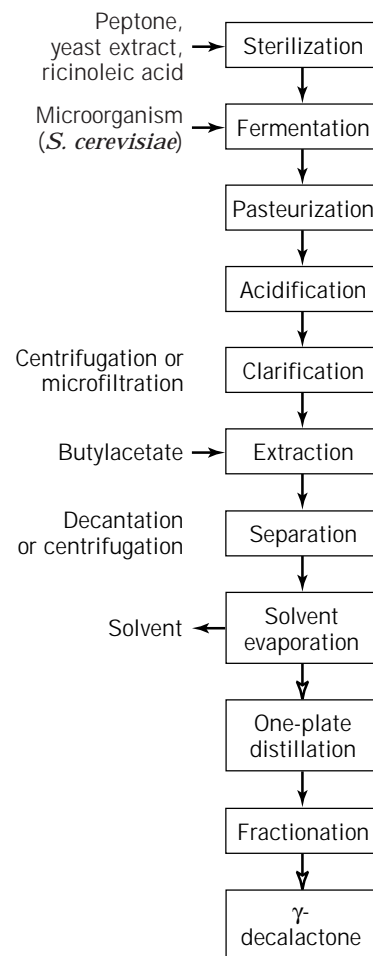 Peptone,
yeast extract,
ricinoleic acid
Sterilization
Microorganism
(S. cerevisiae)
Fermentation
Pasteurization
Acidification
Centrifugation or
microfiltration
Clarification
Butylacetate
Extraction
Decantation
or centrifugation
Separation
Solvent
Solvent
evaporation
One-plate
distillation
Fractionation
γ-
decalactone